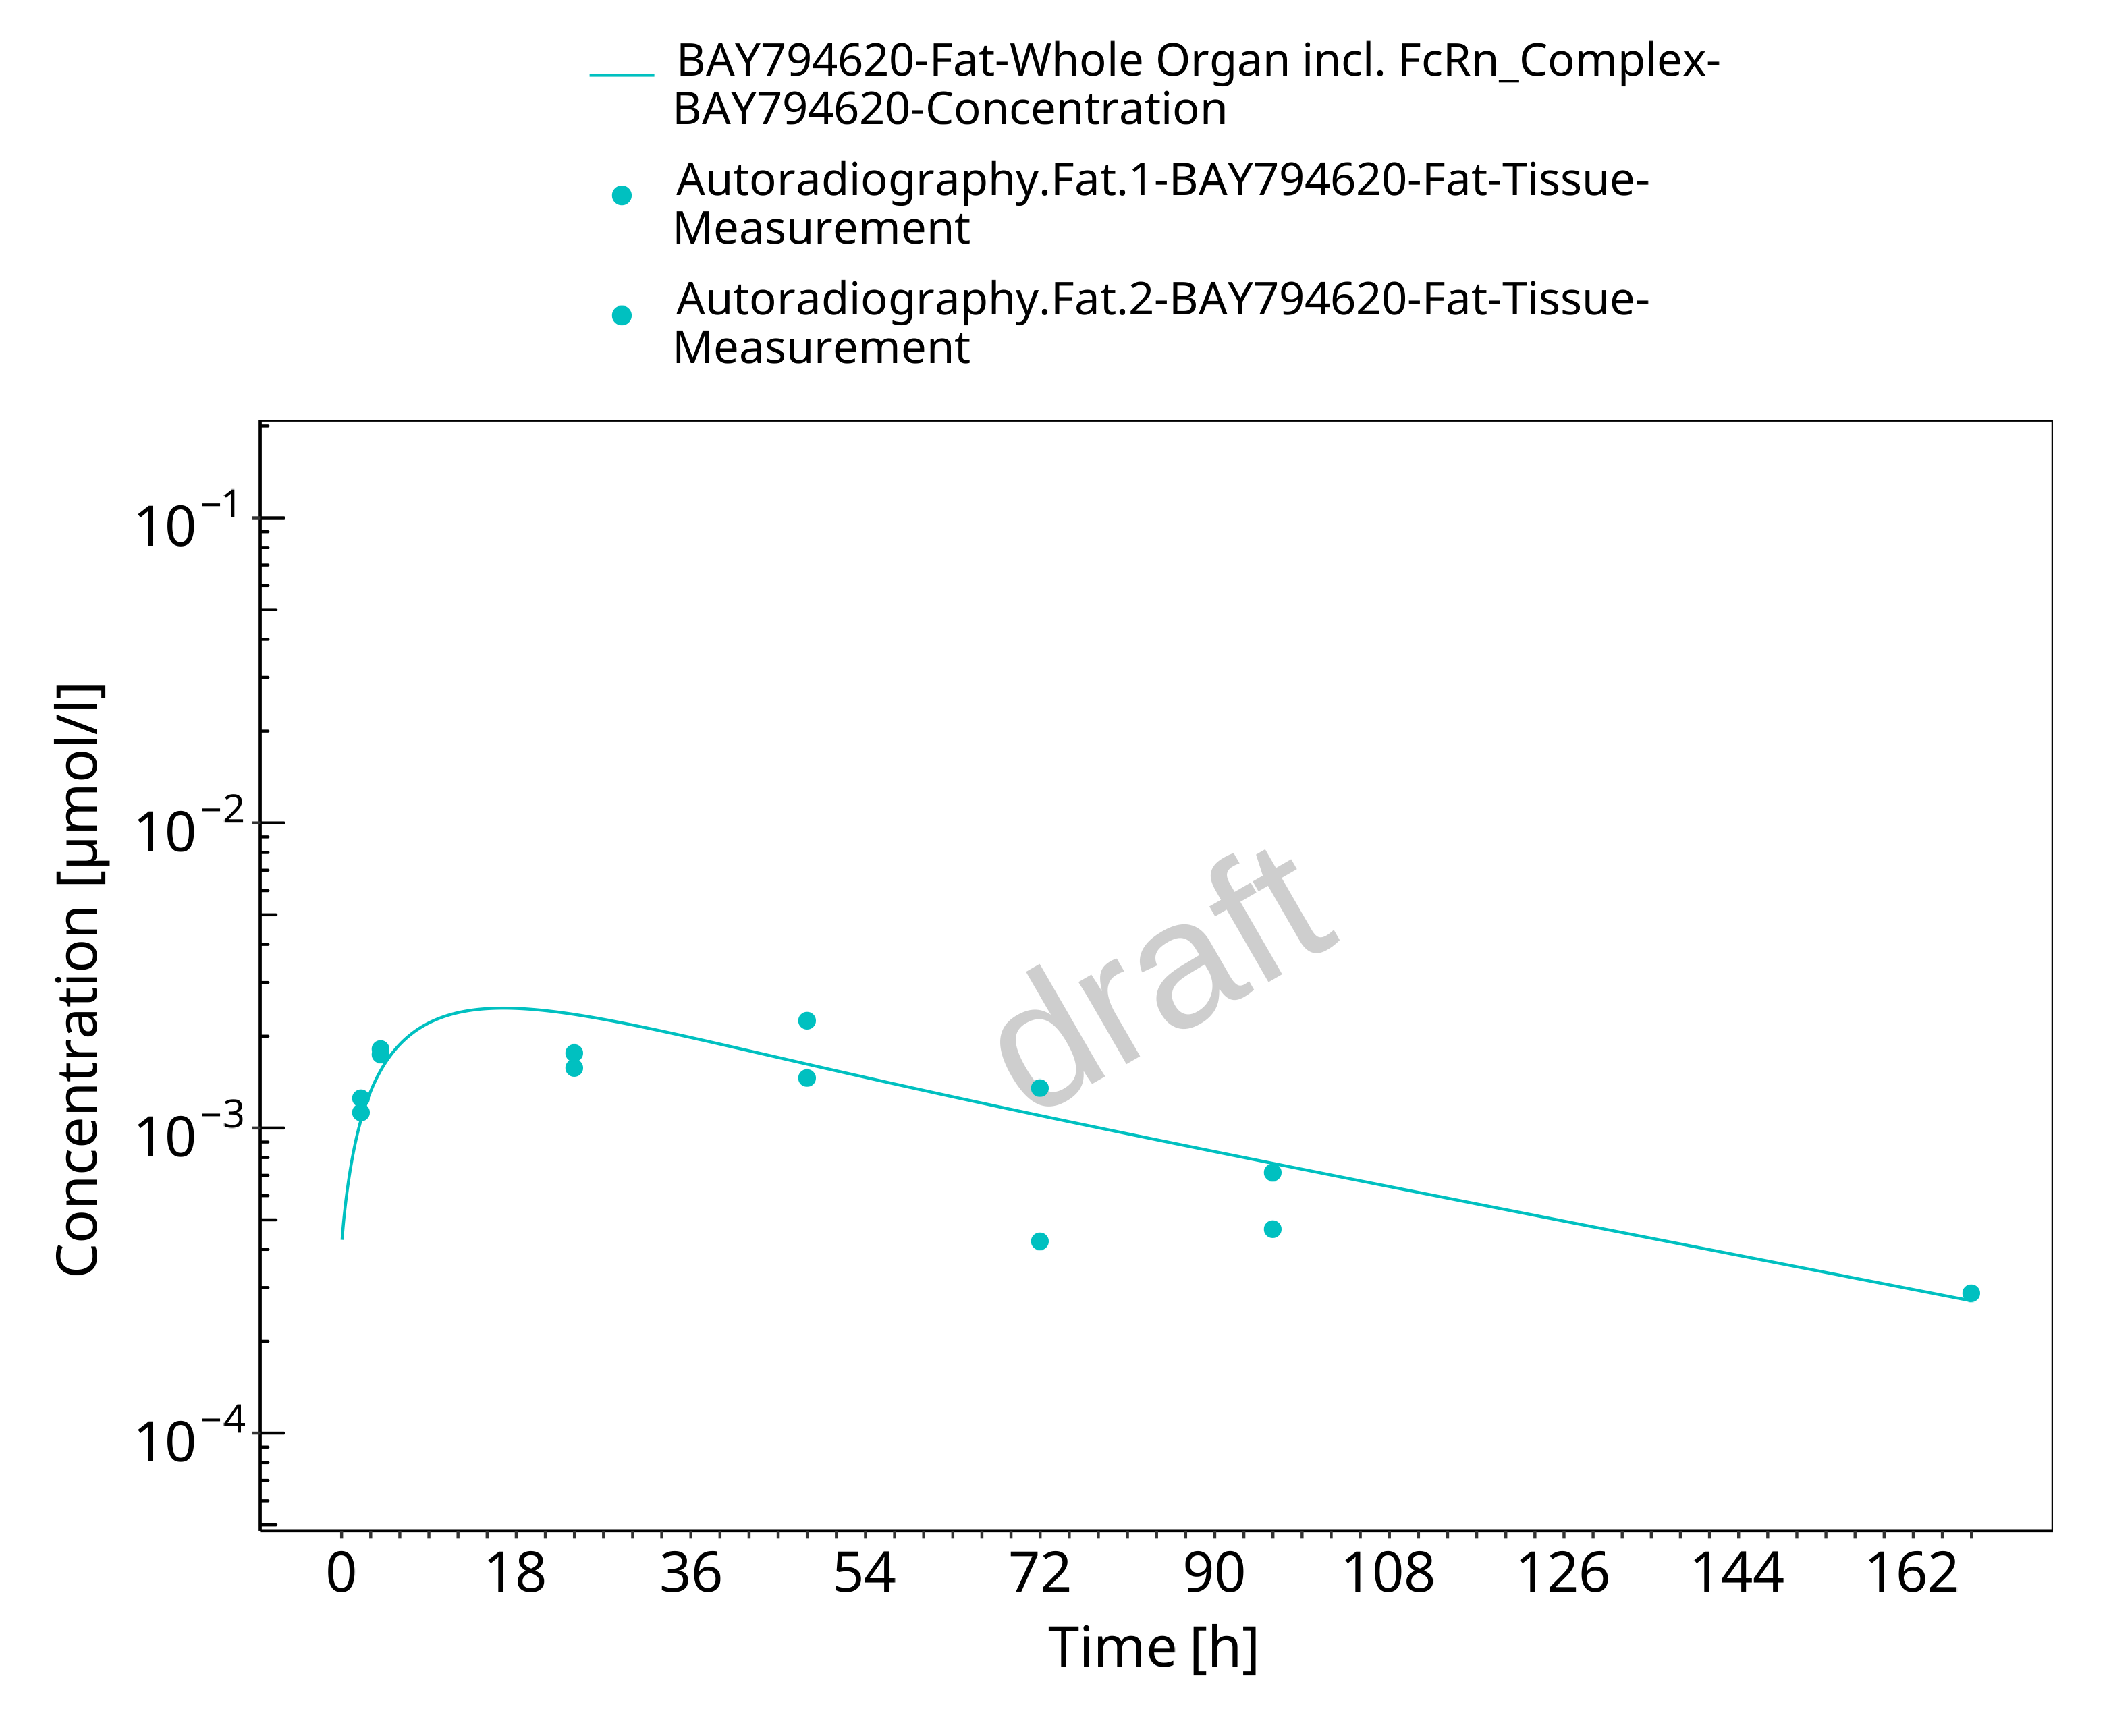 BAY794620-Fat-Whole Organ incl. FcRn_Complex-
BAY794620-Concentration
Autoradiography.Fat.1-BAY794620-Fat-Tissue-
Measurement
Autoradiography.Fat.2-BAY794620-Fat-Tissue-
Measurement
10⁻¹
10⁻²
10⁻³
10⁻⁴
Concentration [µmol/l]
draft
0 18 36 54 72 90 108 126 144 162
Time [h]